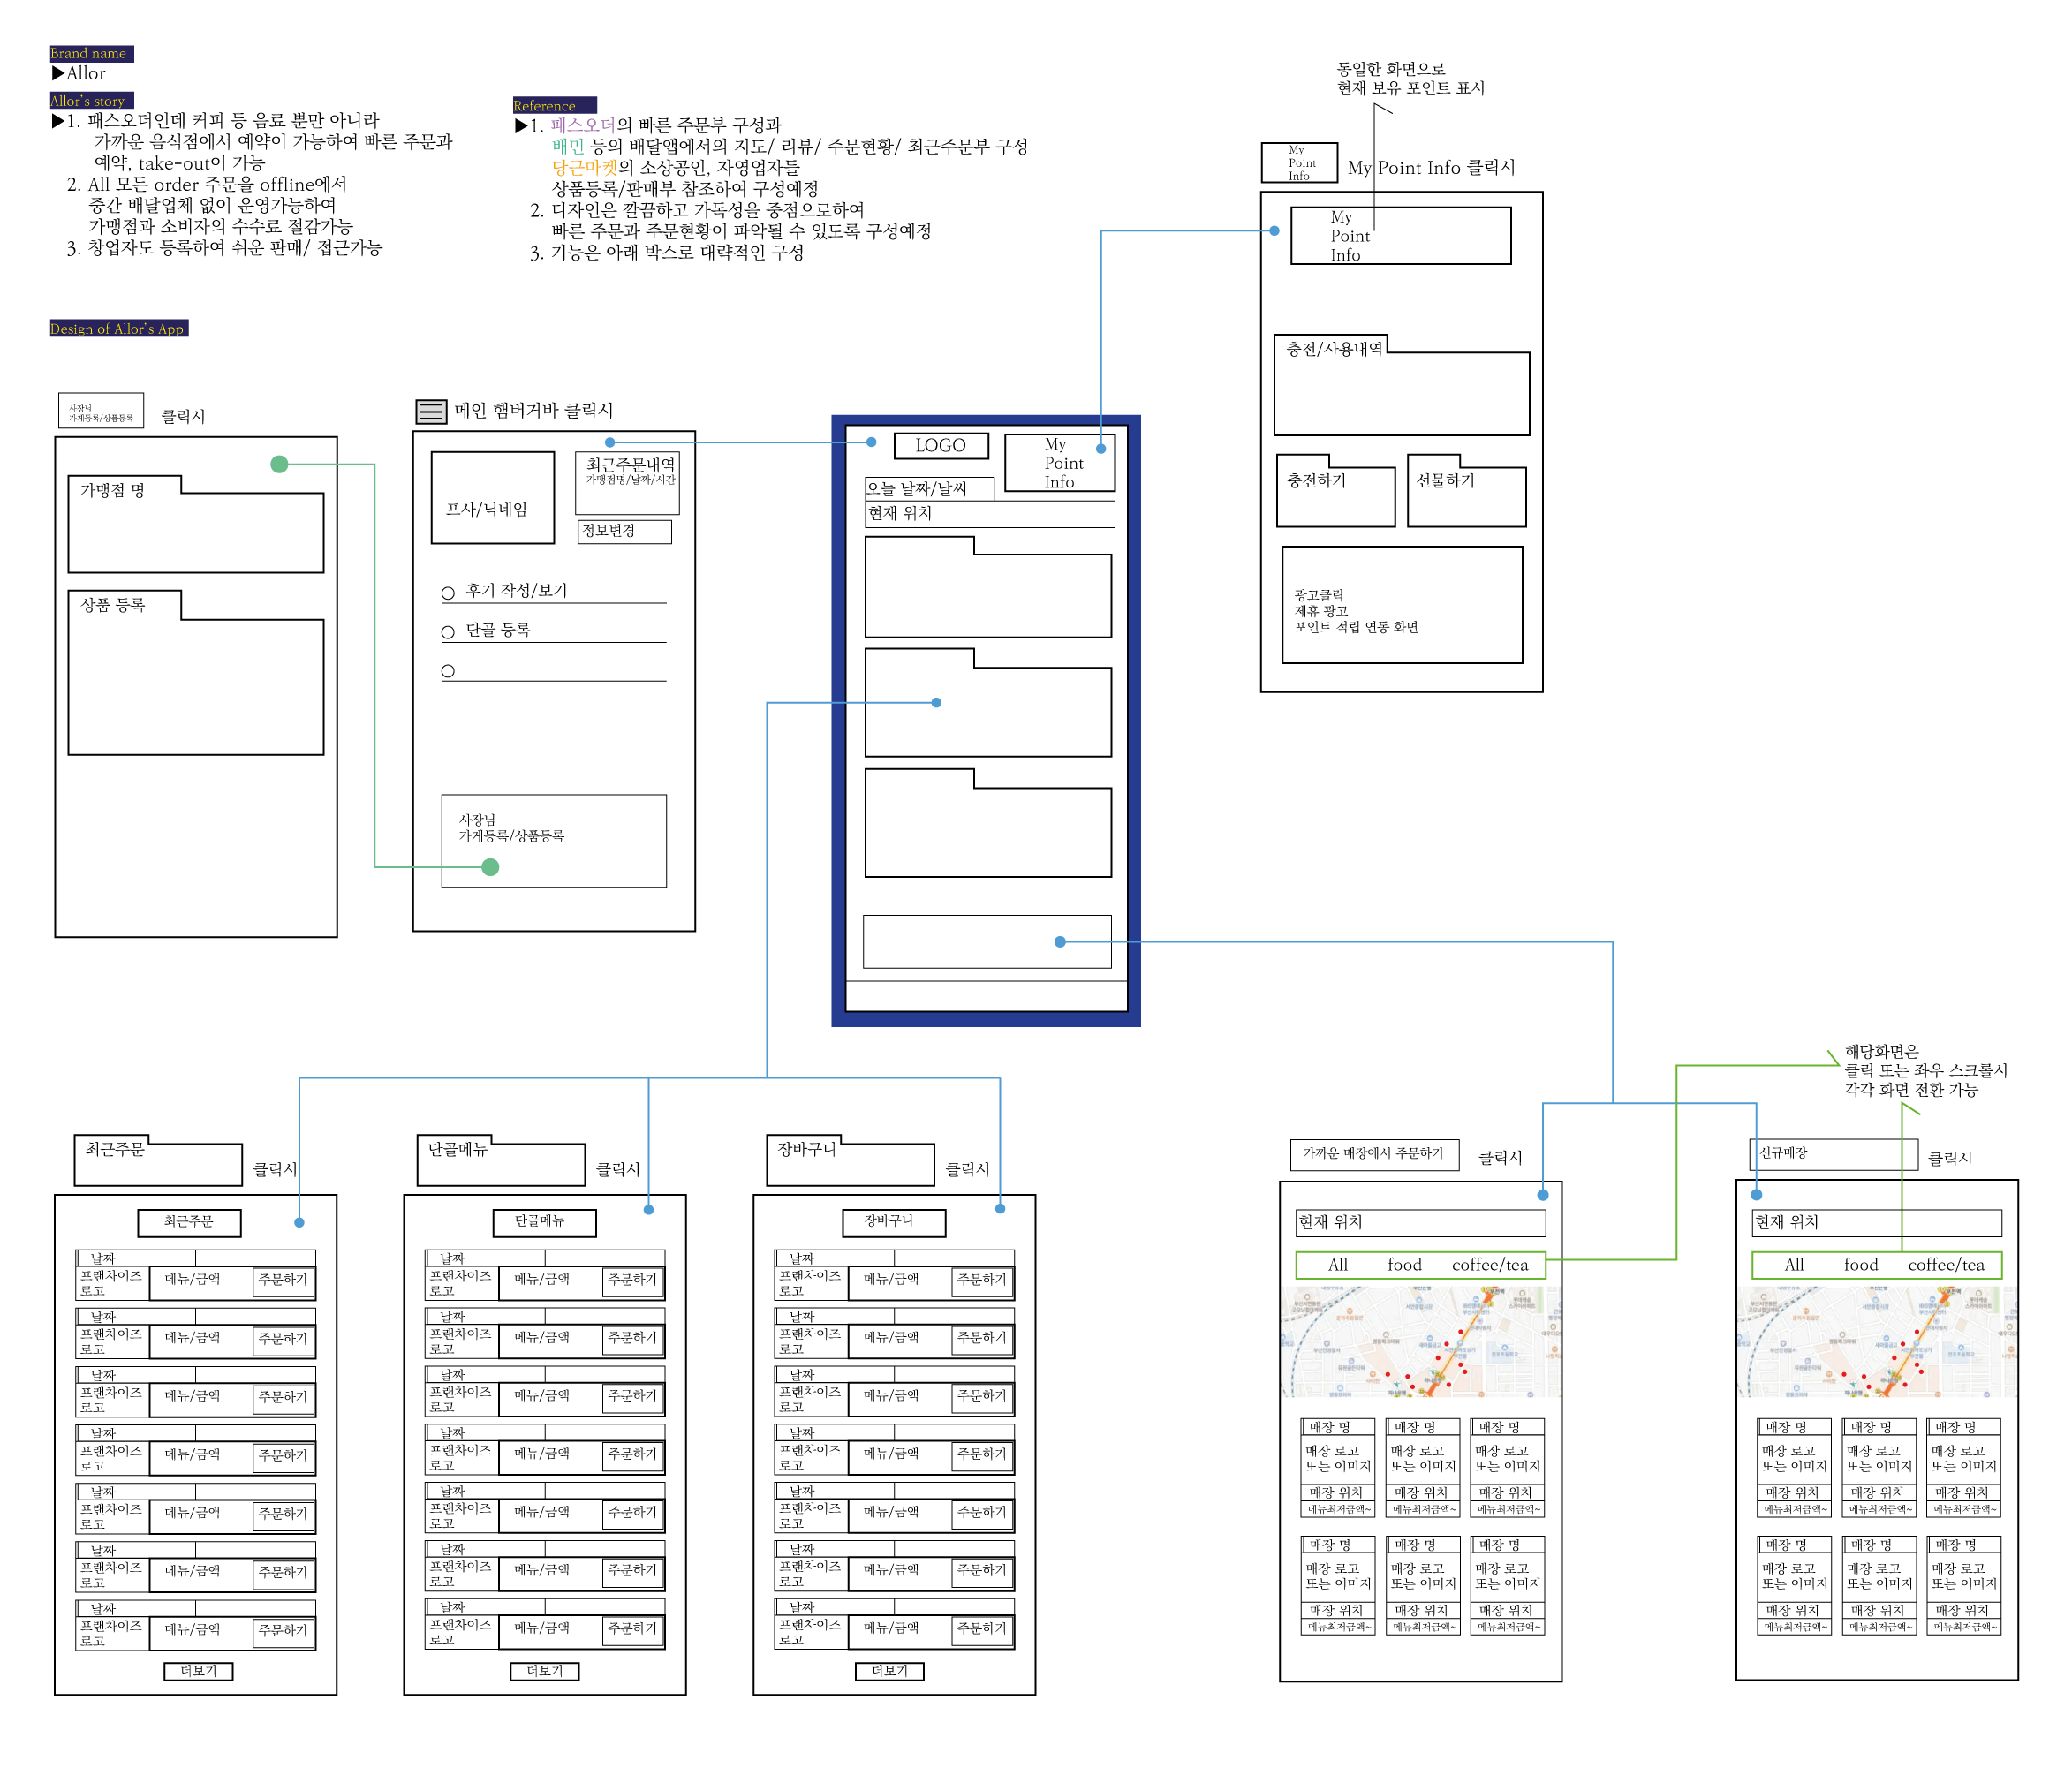 Brand name
▶Allor
Allor's story
▶1. 패스오더인데 커피 등 음료 뿐만 아니라
가까운 음식점에서 예약이 가능하여 빠른 주문과
예약, take-out이 가능
2. All 모든 order 주문을 offline에서
중간 배달업체 없이 운영가능하여
가맹점과 소비자의 수수료 절감가능
3. 창업자도 등록하여 쉬운 판매/ 접근가능
Reference
▶1. 패스오더의 빠른 주문부 구성과
배민 등의 배달앱에서의 지도/ 리뷰/ 주문현황/ 최근주문부 구성
당근마켓의 소상공인, 자영업자들
상품등록/판매부 참조하여 구성예정
2. 디자인은 깔끔하고 가독성을 중점으로하여
빠른 주문과 주문현황이 파악될 수 있도록 구성예정
3. 기능은 아래 박스로 대략적인 구성
동일한 화면으로
현재 보유 포인트 표시
My
Point
Info
My Point Info 클릭시
My
Point
Info
충전/사용내역
충전하기
선물하기
광고클릭
제휴 광고
포인트 적립 연동 화면
Design of Allor's App
사장님
가게등록/상품등록
클릭시
가맹점 명
상품 등록
메인 햄버거바 클릭시
프사/닉네임
최근주문내역
가맹점명/날짜/시간
정보변경
후기 작성/보기
단골 등록
사장님
가게등록/상품등록
LOGO
My
Point
Info
오늘 날짜/날씨
현재 위치
최근주문
클릭시
최근주문
날짜
프랜차이즈
로고
메뉴/금액
주문하기
날짜
프랜차이즈
로고
메뉴/금액
주문하기
날짜
프랜차이즈
로고
메뉴/금액
주문하기
날짜
프랜차이즈
로고
메뉴/금액
주문하기
날짜
프랜차이즈
로고
메뉴/금액
주문하기
날짜
프랜차이즈
로고
메뉴/금액
주문하기
날짜
프랜차이즈
로고
메뉴/금액
주문하기
더보기
단골메뉴
클릭시
단골메뉴
날짜
프랜차이즈
로고
메뉴/금액
주문하기
날짜
프랜차이즈
로고
메뉴/금액
주문하기
날짜
프랜차이즈
로고
메뉴/금액
주문하기
날짜
프랜차이즈
로고
메뉴/금액
주문하기
날짜
프랜차이즈
로고
메뉴/금액
주문하기
날짜
프랜차이즈
로고
메뉴/금액
주문하기
날짜
프랜차이즈
로고
메뉴/금액
주문하기
더보기
장바구니
클릭시
장바구니
날짜
프랜차이즈
로고
메뉴/금액
주문하기
날짜
프랜차이즈
로고
메뉴/금액
주문하기
날짜
프랜차이즈
로고
메뉴/금액
주문하기
날짜
프랜차이즈
로고
메뉴/금액
주문하기
날짜
프랜차이즈
로고
메뉴/금액
주문하기
날짜
프랜차이즈
로고
메뉴/금액
주문하기
날짜
프랜차이즈
로고
메뉴/금액
주문하기
더보기
해당화면은
클릭 또는 좌우 스크롤시
각각 화면 전환 가능
가까운 매장에서 주문하기
클릭시
현재 위치
All food coffee/tea
매장 명 매장 명 매장 명
매장 로고 매장 로고 매장 로고
또는 이미지 또는 이미지 또는 이미지
매장 위치 매장 위치 매장 위치
메뉴최저금액~ 메뉴최저금액~ 메뉴최저금액~
매장 명 매장 명 매장 명
매장 로고 매장 로고 매장 로고
또는 이미지 또는 이미지 또는 이미지
매장 위치 매장 위치 매장 위치
메뉴최저금액~ 메뉴최저금액~ 메뉴최저금액~
신규매장
클릭시
현재 위치
All food coffee/tea
매장 명 매장 명 매장 명
매장 로고 매장 로고 매장 로고
또는 이미지 또는 이미지 또는 이미지
매장 위치 매장 위치 매장 위치
메뉴최저금액~ 메뉴최저금액~ 메뉴최저금액~
매장 명 매장 명 매장 명
매장 로고 매장 로고 매장 로고
또는 이미지 또는 이미지 또는 이미지
매장 위치 매장 위치 매장 위치
메뉴최저금액~ 메뉴최저금액~ 메뉴최저금액~